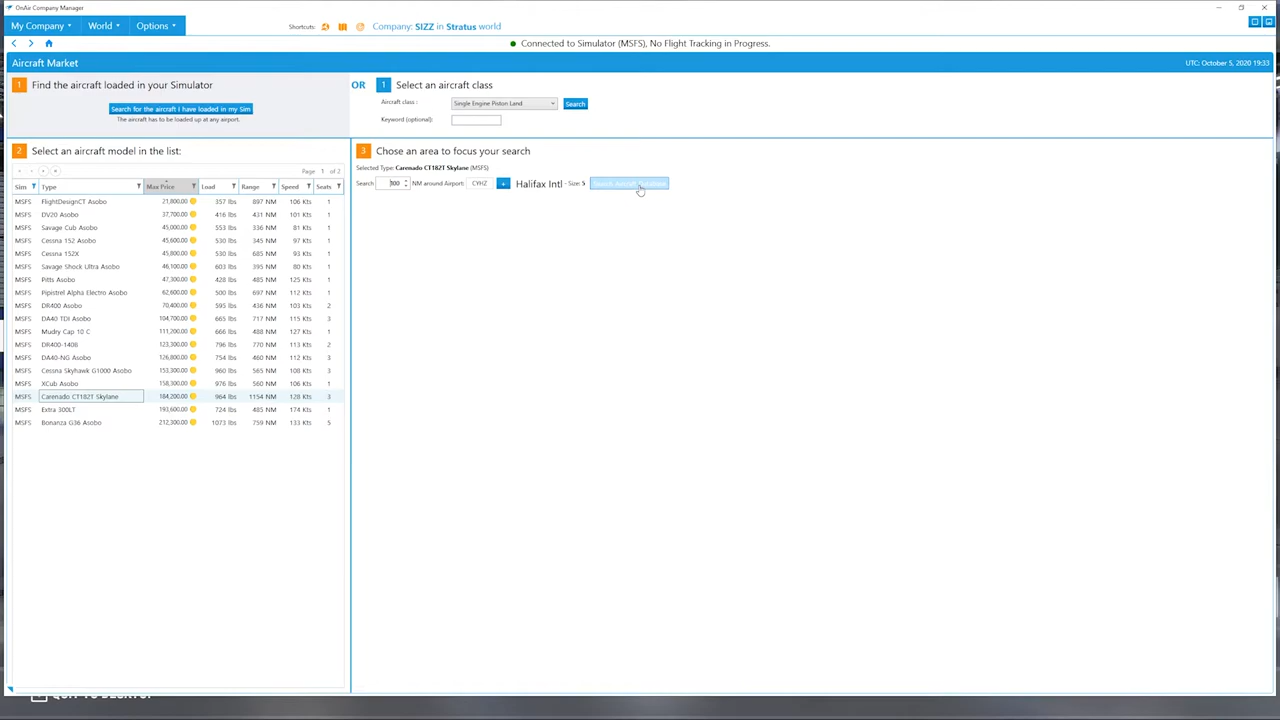 OnAir Company Manager
My Company World Options Shortcuts: Company: SIZZ in Stratus world
Connected to Simulator (MSFS), No Flight Tracking in Progress.
Aircraft Market UTC: October 5, 2020 19:33
1 Find the aircraft loaded in your Simulator OR 1 Select an aircraft class
Search for the aircraft I have loaded in my Sim
The aircraft has to be loaded up at any airport.
Aircraft class : Single Engine Piston Land Search
Keyword (optional):
2 Select an aircraft model in the list:
Page 1 of 2
Sim Type Max Price Load Range Speed Seats
MSFS FlightDesignCT Asobo 21,800.00 357 lbs 897 NM 106 Kts 1
MSFS DV20 Asobo 37,700.00 416 lbs 431 NM 101 Kts 1
MSFS Savage Cub Asobo 45,000.00 553 lbs 336 NM 81 Kts 1
MSFS Cessna 152 Asobo 45,600.00 530 lbs 345 NM 97 Kts 1
MSFS Cessna 152X 45,800.00 530 lbs 685 NM 93 Kts 1
MSFS Savage Shock Ultra Asobo 46,100.00 603 lbs 395 NM 80 Kts 1
MSFS Pitts Asobo 47,300.00 428 lbs 485 NM 125 Kts 1
MSFS Pipistrel Alpha Electro Asobo 62,600.00 500 lbs 697 NM 112 Kts 1
MSFS DR400 Asobo 70,400.00 595 lbs 436 NM 103 Kts 2
MSFS DA40 TDI Asobo 104,700.00 665 lbs 717 NM 115 Kts 3
MSFS Mudry Cap 10 C 111,200.00 666 lbs 488 NM 127 Kts 1
MSFS DR400-140B 123,300.00 796 lbs 770 NM 113 Kts 2
MSFS DA40-NG Asobo 126,800.00 754 lbs 460 NM 112 Kts 3
MSFS Cessna Skyhawk G1000 Asobo 153,300.00 960 lbs 565 NM 108 Kts 3
MSFS XCub Asobo 158,300.00 976 lbs 560 NM 106 Kts 1
MSFS Carenado CT182T Skylane 184,200.00 964 lbs 1154 NM 128 Kts 3
MSFS Extra 300LT 193,600.00 724 lbs 485 NM 174 Kts 1
MSFS Bonanza G36 Asobo 212,300.00 1073 lbs 759 NM 133 Kts 5
3 Chose an area to focus your search
Selected Type: Carenado CT182T Skylane (MSFS)
Search NM around Airport: CYHZ + Halifax Intl - Size: 5 Search Aircraft
QUIT TO DESKTOP